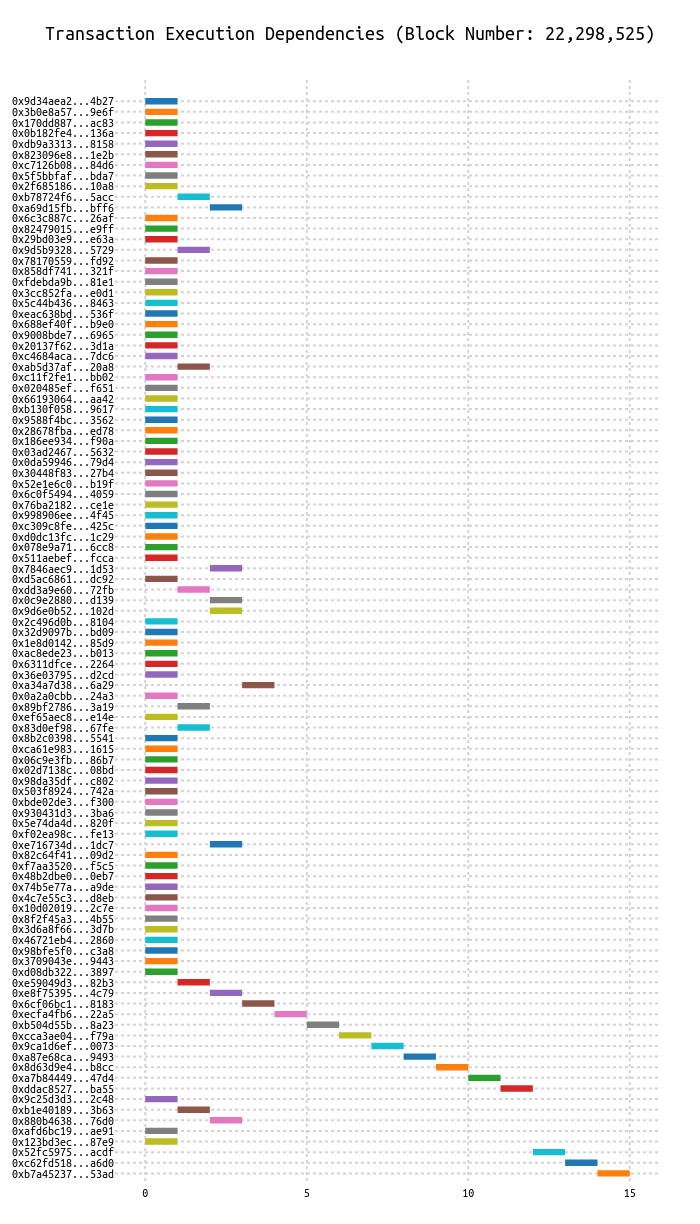 Transaction Execution Dependencies (Block Number: 22,298,525)
0x9d34aea2...4b27
0x3b0e8a57...9e6f
0x170dd887...ac83
0x0b182fe4...136a
0xdb9a3313...8158
0x823096e8...1e2b
0xc7126b08...84d6
0x5f5bbfaf...bda7
0x2f685186...10a8
0xb78724f6...5acc
0xa69d15fb...bff6
0x6c3c887c...26af
0x82479015...e9ff
0x29bd03e9...e63a
0x9d5b9328...5729
0x78170559...fd92
0x858df741...321f
0xfdebda9b...81e1
0x3cc852fa...e0d1
0x5c44b436...8463
0xeac638bd...536f
0x688ef40f...b9e0
0x9008bde7...6965
0x20137f62...3d1a
0xc4684aca...7dc6
0xab5d37af...20a8
0xc11f2fe1...bb02
0x020485ef...f651
0x66193064...aa42
0xb130f058...9617
0x9588f4bc...3562
0x28678fba...ed78
0x186ee934...f90a
0x03ad2467...5632
0x0da59946...79d4
0x30448f83...27b4
0x52e1e6c0...b19f
0x6c0f5494...4059
0x76ba2182...ce1e
0x998906ee...4f45
0xc309c8fe...425c
0xd0dc13fc...1c29
0x078e9a71...6cc8
0x511aebef...fcca
0x7846aec9...1d53
0xd5ac6861...dc92
0xdd3a9e60...72fb
0x0c9e2880...d139
0x9d6e0b52...102d
0x2c496d0b...8104
0x32d9097b...bd09
0x1e8d0142...85d9
0xac8ede23...b013
0x6311dfce...2264
0x36e03795...d2cd
0xa34a7d38...6a29
0x0a2a0cbb...24a3
0x89bf2786...3a19
0xef65aec8...e14e
0x83d0ef98...67fe
0x8b2c0398...5541
0xca61e983...1615
0x06c9e3fb...86b7
0x02d7138c...08bd
0x98da35df...c802
0x503f8924...742a
0xbde02de3...f300
0x930431d3...3ba6
0x5e74da4d...820f
0xf02ea98c...fe13
0xe716734d...1dc7
0x82c64f41...09d2
0xf7aa3520...f5c5
0x48b2dbe0...0eb7
0x74b5e77a...a9de
0x4c7e55c3...d8eb
0x10d02019...2c7e
0x8f2f45a3...4b55
0x3d6a8f66...3d7b
0x46721eb4...2860
0x98bfe5f0...c3a8
0x3709043e...9443
0xd08db322...3897
0xe59049d3...82b3
0xe8f75395...4c79
0x6cf06bc1...8183
0xecfa4fb6...22a5
0xb504d55b...8a23
0xcca3ae04...f79a
0x9ca1d6ef...0073
0xa87e68ca...9493
0x8d63d9e4...b8cc
0xa7b84449...47d4
0xddac8527...ba55
0x9c25d3d3...2c48
0xb1e40189...3b63
0x880b4638...76d0
0xafd6bc19...ae91
0x123bd3ec...87e9
0x52fc5975...acdf
0xc62fd518...a6d0
0xb7a45237...53ad
0 5 10 15